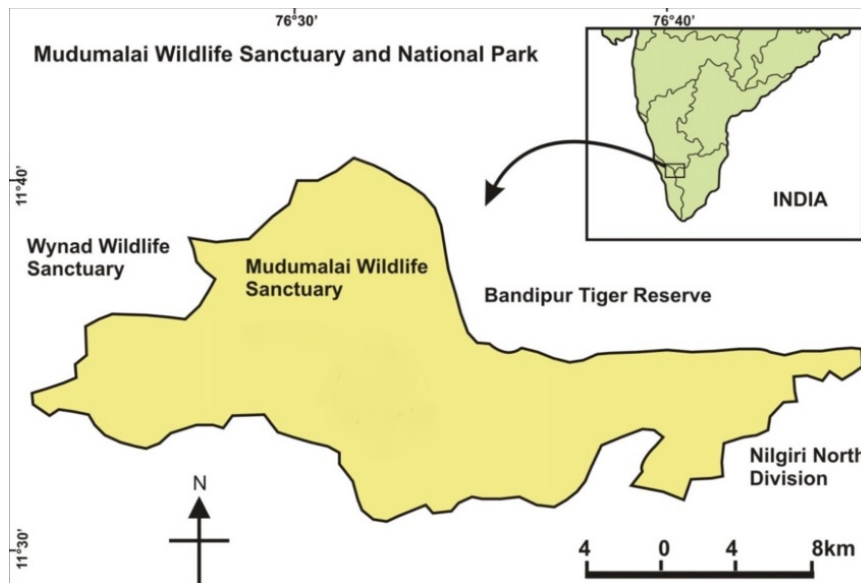 76°30'
76°40'
Mudumalai Wildlife Sanctuary and National Park
11°40'
INDIA
Wynad Wildlife
Sanctuary
Mudumalai Wildlife
Sanctuary
Bandipur Tiger Reserve
Nilgiri North
Division
N
11°30'
4 0 4 8km